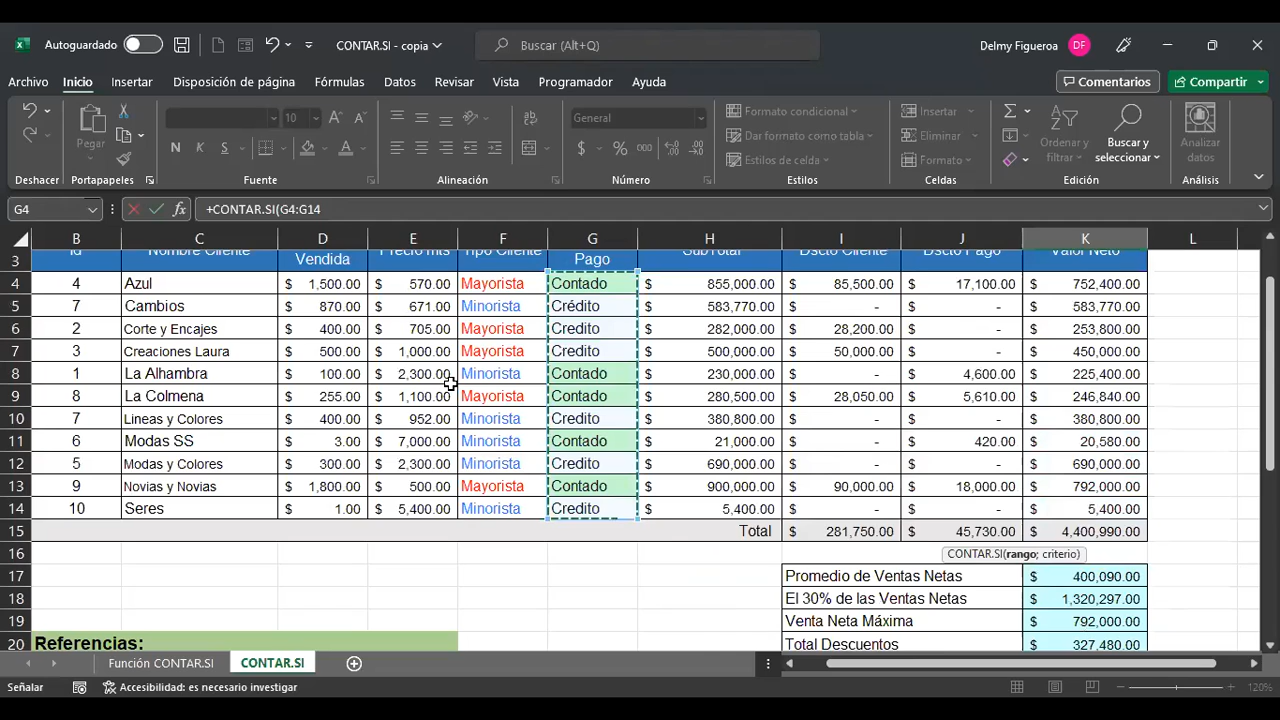 Autoguardado CONTAR.SI - copia Buscar (Alt+Q) Delmy Figueroa DF
Archivo Inicio Insertar Disposición de página Fórmulas Datos Revisar Vista Programador Ayuda Comentarios Compartir
Pegar 10 General Formato condicional Insertar
N K S A $ % 000 Dar formato como tabla Eliminar Ordenar y filtrar Buscar y seleccionar Analizar datos
Estilos de celda Formato
Deshacer Portapapeles Fuente Alineación Número Estilos Celdas Edición Análisis
G4 fx +CONTAR.SI(G4:G14
B C D E F G H I J K L
3 Id Nombre Cliente Vendida Precio mts Tipo Cliente Pago SubTotal Dscto Cliente Dscto Pago Valor Neto
4 4 Azul $ 1,500.00 $ 570.00 Mayorista Contado $ 855,000.00 $ 85,500.00 $ 17,100.00 $ 752,400.00
5 7 Cambios $ 870.00 $ 671.00 Minorista Crédito $ 583,770.00 $ - $ - $ 583,770.00
6 2 Corte y Encajes $ 400.00 $ 705.00 Mayorista Credito $ 282,000.00 $ 28,200.00 $ - $ 253,800.00
7 3 Creaciones Laura $ 500.00 $ 1,000.00 Mayorista Credito $ 500,000.00 $ 50,000.00 $ - $ 450,000.00
8 1 La Alhambra $ 100.00 $ 2,300.00 Minorista Contado $ 230,000.00 $ - $ 4,600.00 $ 225,400.00
9 8 La Colmena $ 255.00 $ 1,100.00 Mayorista Contado $ 280,500.00 $ 28,050.00 $ 5,610.00 $ 246,840.00
10 7 Lineas y Colores $ 400.00 $ 952.00 Minorista Credito $ 380,800.00 $ - $ - $ 380,800.00
11 6 Modas SS $ 3.00 $ 7,000.00 Minorista Contado $ 21,000.00 $ - $ 420.00 $ 20,580.00
12 5 Modas y Colores $ 300.00 $ 2,300.00 Minorista Credito $ 690,000.00 $ - $ - $ 690,000.00
13 9 Novias y Novias $ 1,800.00 $ 500.00 Mayorista Contado $ 900,000.00 $ 90,000.00 $ 18,000.00 $ 792,000.00
14 10 Seres $ 1.00 $ 5,400.00 Minorista Credito $ 5,400.00 $ - $ - $ 5,400.00
15 Total $ 281,750.00 $ 45,730.00 $ 4,400,990.00
16 CONTAR.SI(rango; criterio)
17 Promedio de Ventas Netas $ 400,090.00
18 El 30% de las Ventas Netas $ 1,320,297.00
19 Venta Neta Máxima $ 792,000.00
20 Referencias: Total Descuentos $ 327,480.00
Función CONTAR.SI CONTAR.SI
Señalar Accesibilidad: es necesario investigar 120%